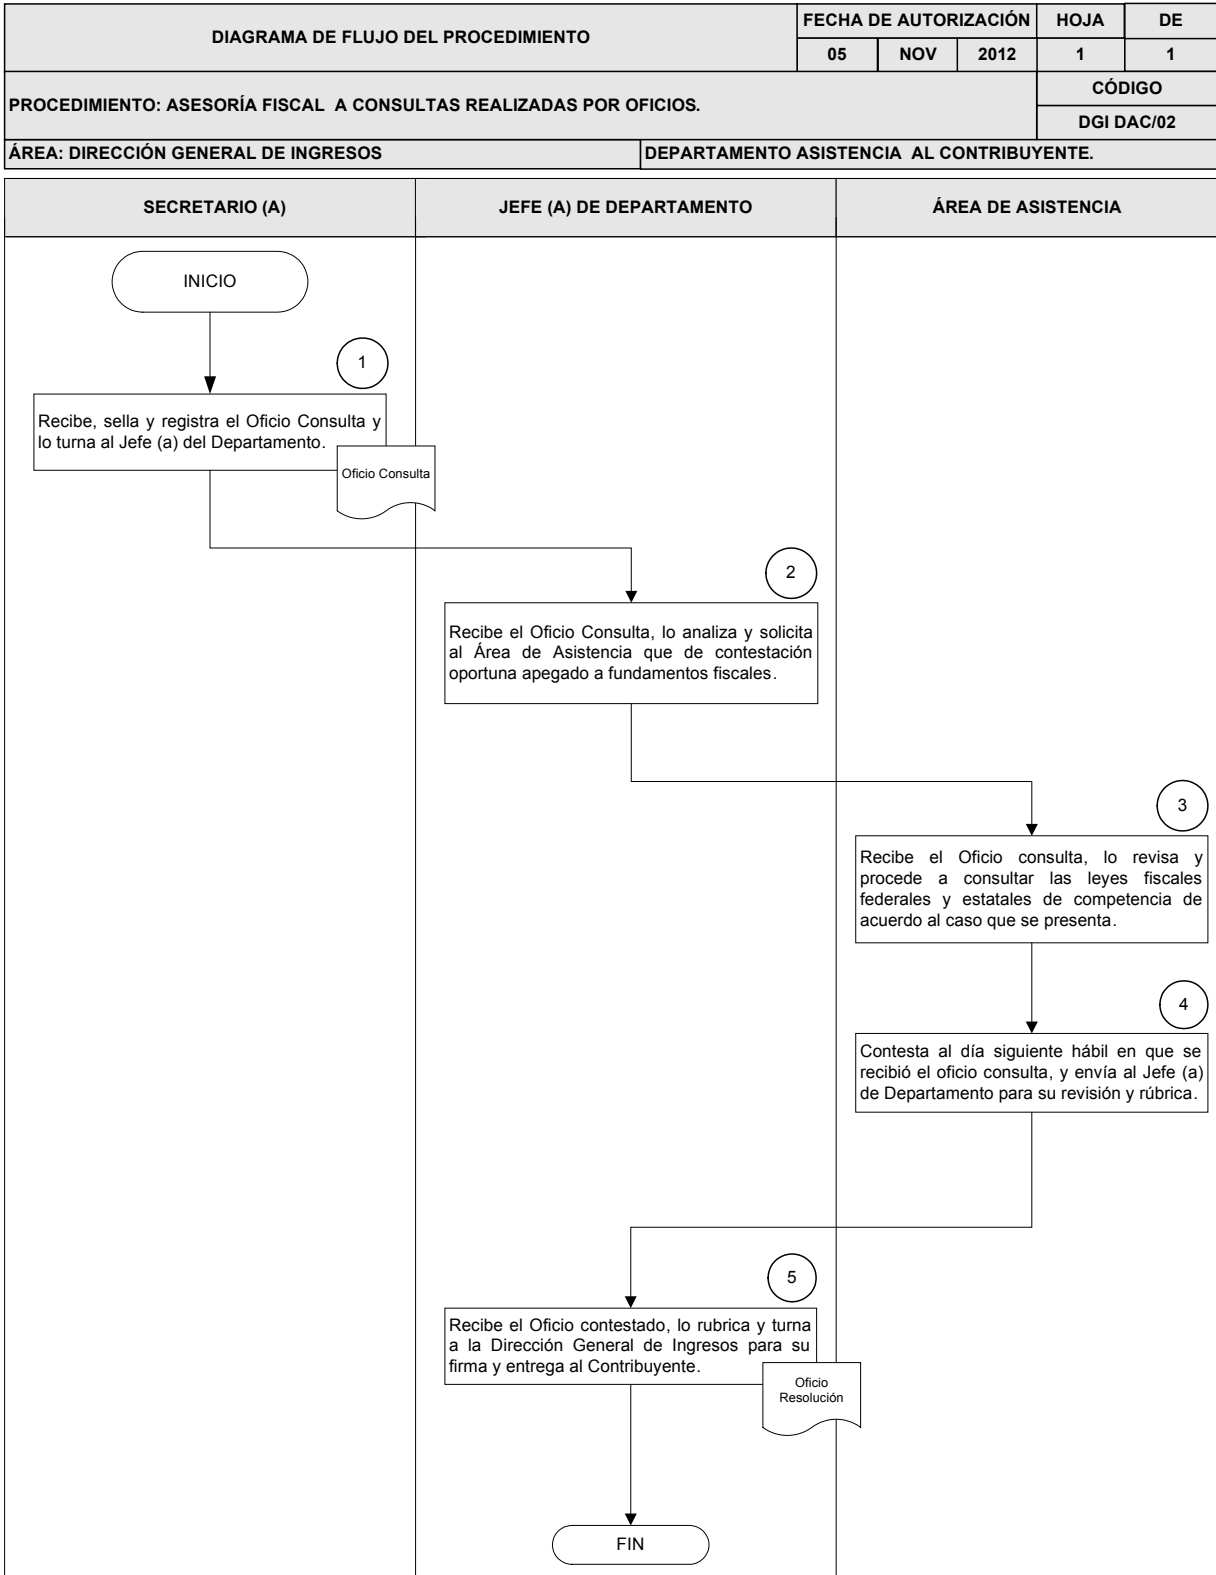 DIAGRAMA DE FLUJO DEL PROCEDIMIENTO
FECHA DE AUTORIZACIÓN
HOJA
DE
05
NOV
2012
1
1
PROCEDIMIENTO: ASESORÍA FISCAL A CONSULTAS REALIZADAS POR OFICIOS.
CÓDIGO
DGI DAC/02
ÁREA: DIRECCIÓN GENERAL DE INGRESOS
DEPARTAMENTO ASISTENCIA AL CONTRIBUYENTE.
SECRETARIO (A)
JEFE (A) DE DEPARTAMENTO
ÁREA DE ASISTENCIA
INICIO
1
Recibe, sella y registra el Oficio Consulta y
lo turna al Jefe (a) del Departamento.
Oficio Consulta
2
Recibe el Oficio Consulta, lo analiza y solicita
al Área de Asistencia que de contestación
oportuna apegado a fundamentos fiscales.
3
Recibe el Oficio consulta, lo revisa y
procede a consultar las leyes fiscales
federales y estatales de competencia de
acuerdo al caso que se presenta.
4
Contesta al día siguiente hábil en que se
recibió el oficio consulta, y envía al Jefe (a)
de Departamento para su revisión y rúbrica.
5
Recibe el Oficio contestado, lo rubrica y turna
a la Dirección General de Ingresos para su
firma y entrega al Contribuyente.
Oficio
Resolución
FIN